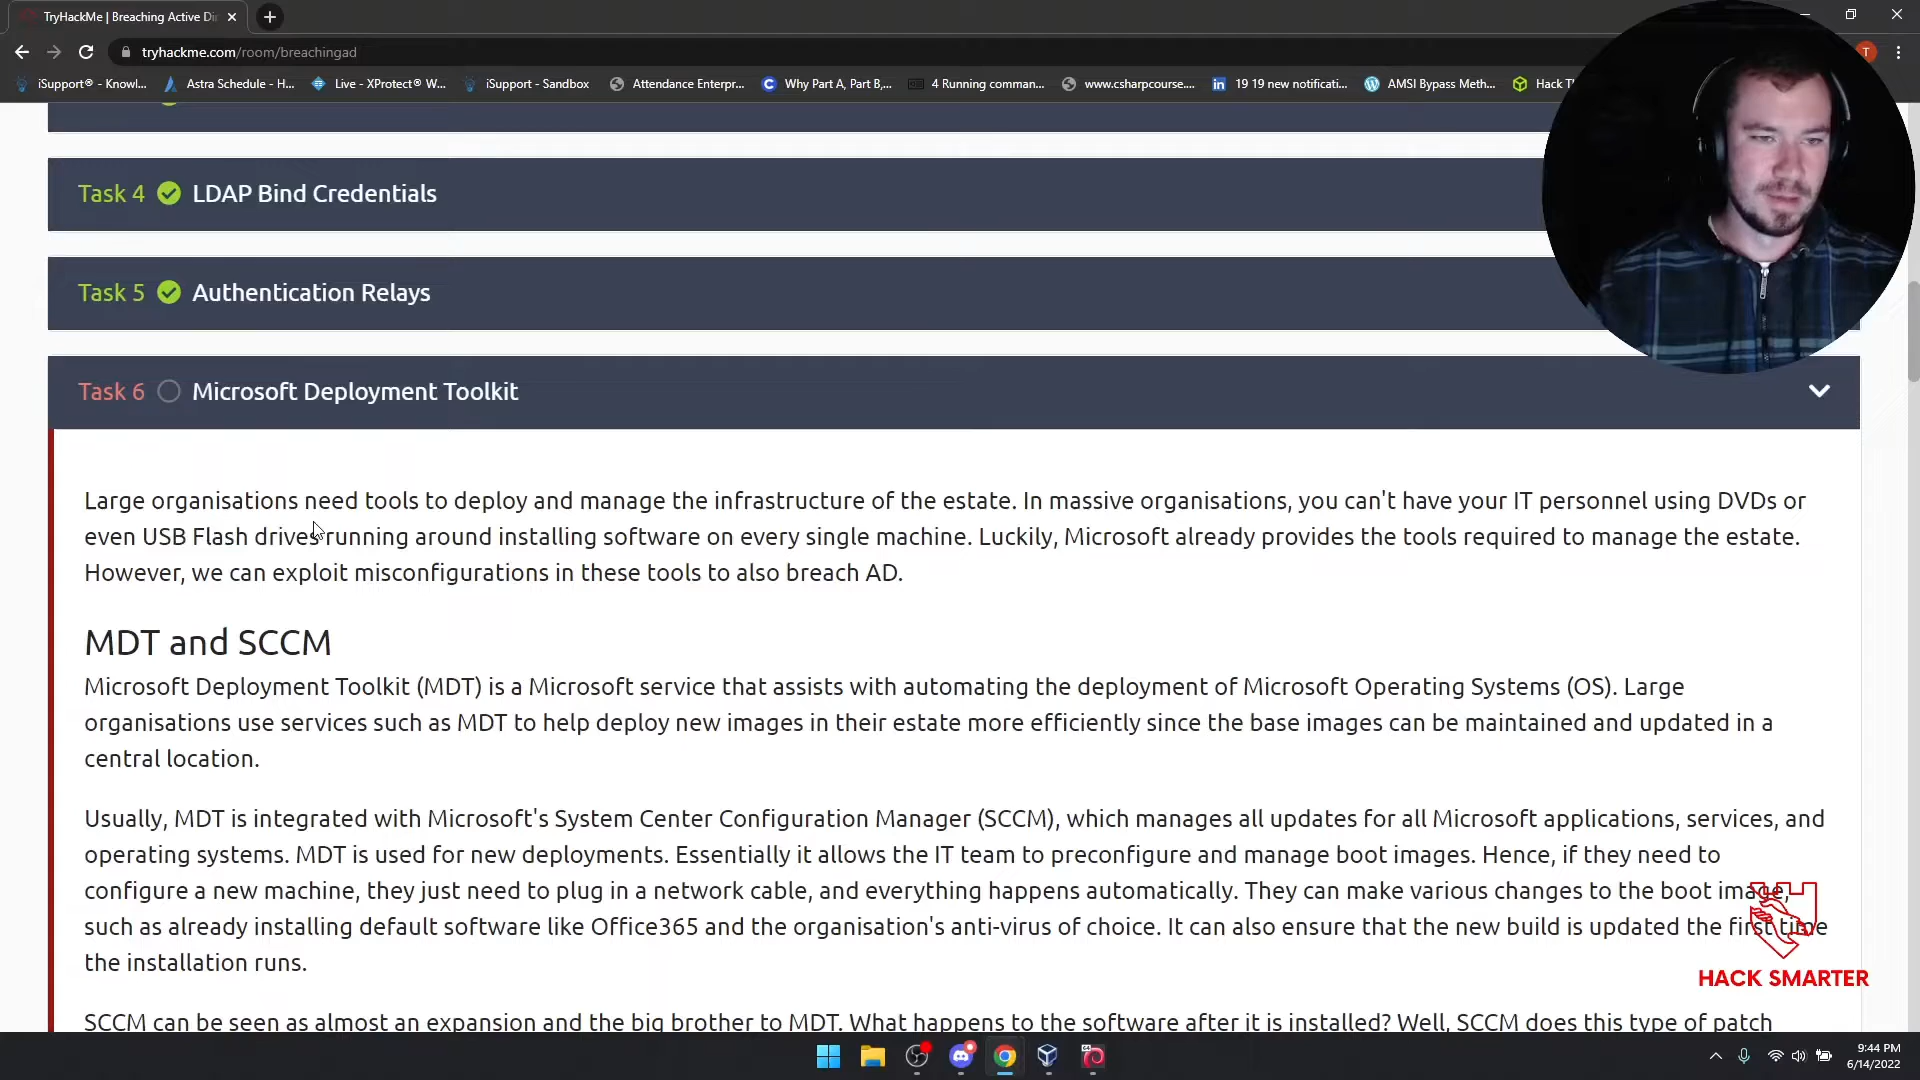 TryHackMe | Breaching Active Di
tryhackme.com/room/breachingad
T
iSupport® - Knowl...
Astra Schedule - H...
Live - XProtect® W...
iSupport - Sandbox
Attendance Enterpr...
Why Part A, Part B,...
4 Running comman...
www.csharpcourse....
19 19 new notificati...
AMSI Bypass Meth...
Hack T
Task 4 LDAP Bind Credentials
Task 5 Authentication Relays
Task 6 Microsoft Deployment Toolkit
Large organisations need tools to deploy and manage the infrastructure of the estate. In massive organisations, you can't have your IT personnel using DVDs or
even USB Flash drives running around installing software on every single machine. Luckily, Microsoft already provides the tools required to manage the estate.
However, we can exploit misconfigurations in these tools to also breach AD.
MDT and SCCM
Microsoft Deployment Toolkit (MDT) is a Microsoft service that assists with automating the deployment of Microsoft Operating Systems (OS). Large
organisations use services such as MDT to help deploy new images in their estate more efficiently since the base images can be maintained and updated in a
central location.
Usually, MDT is integrated with Microsoft's System Center Configuration Manager (SCCM), which manages all updates for all Microsoft applications, services, and
operating systems. MDT is used for new deployments. Essentially it allows the IT team to preconfigure and manage boot images. Hence, if they need to
configure a new machine, they just need to plug in a network cable, and everything happens automatically. They can make various changes to the boot image,
such as already installing default software like Office365 and the organisation's anti-virus of choice. It can also ensure that the new build is updated the first time
the installation runs.
HACK SMARTER
SCCM can be seen as almost an expansion and the big brother to MDT. What happens to the software after it is installed? Well, SCCM does this type of patch
9:44 PM
6/14/2022